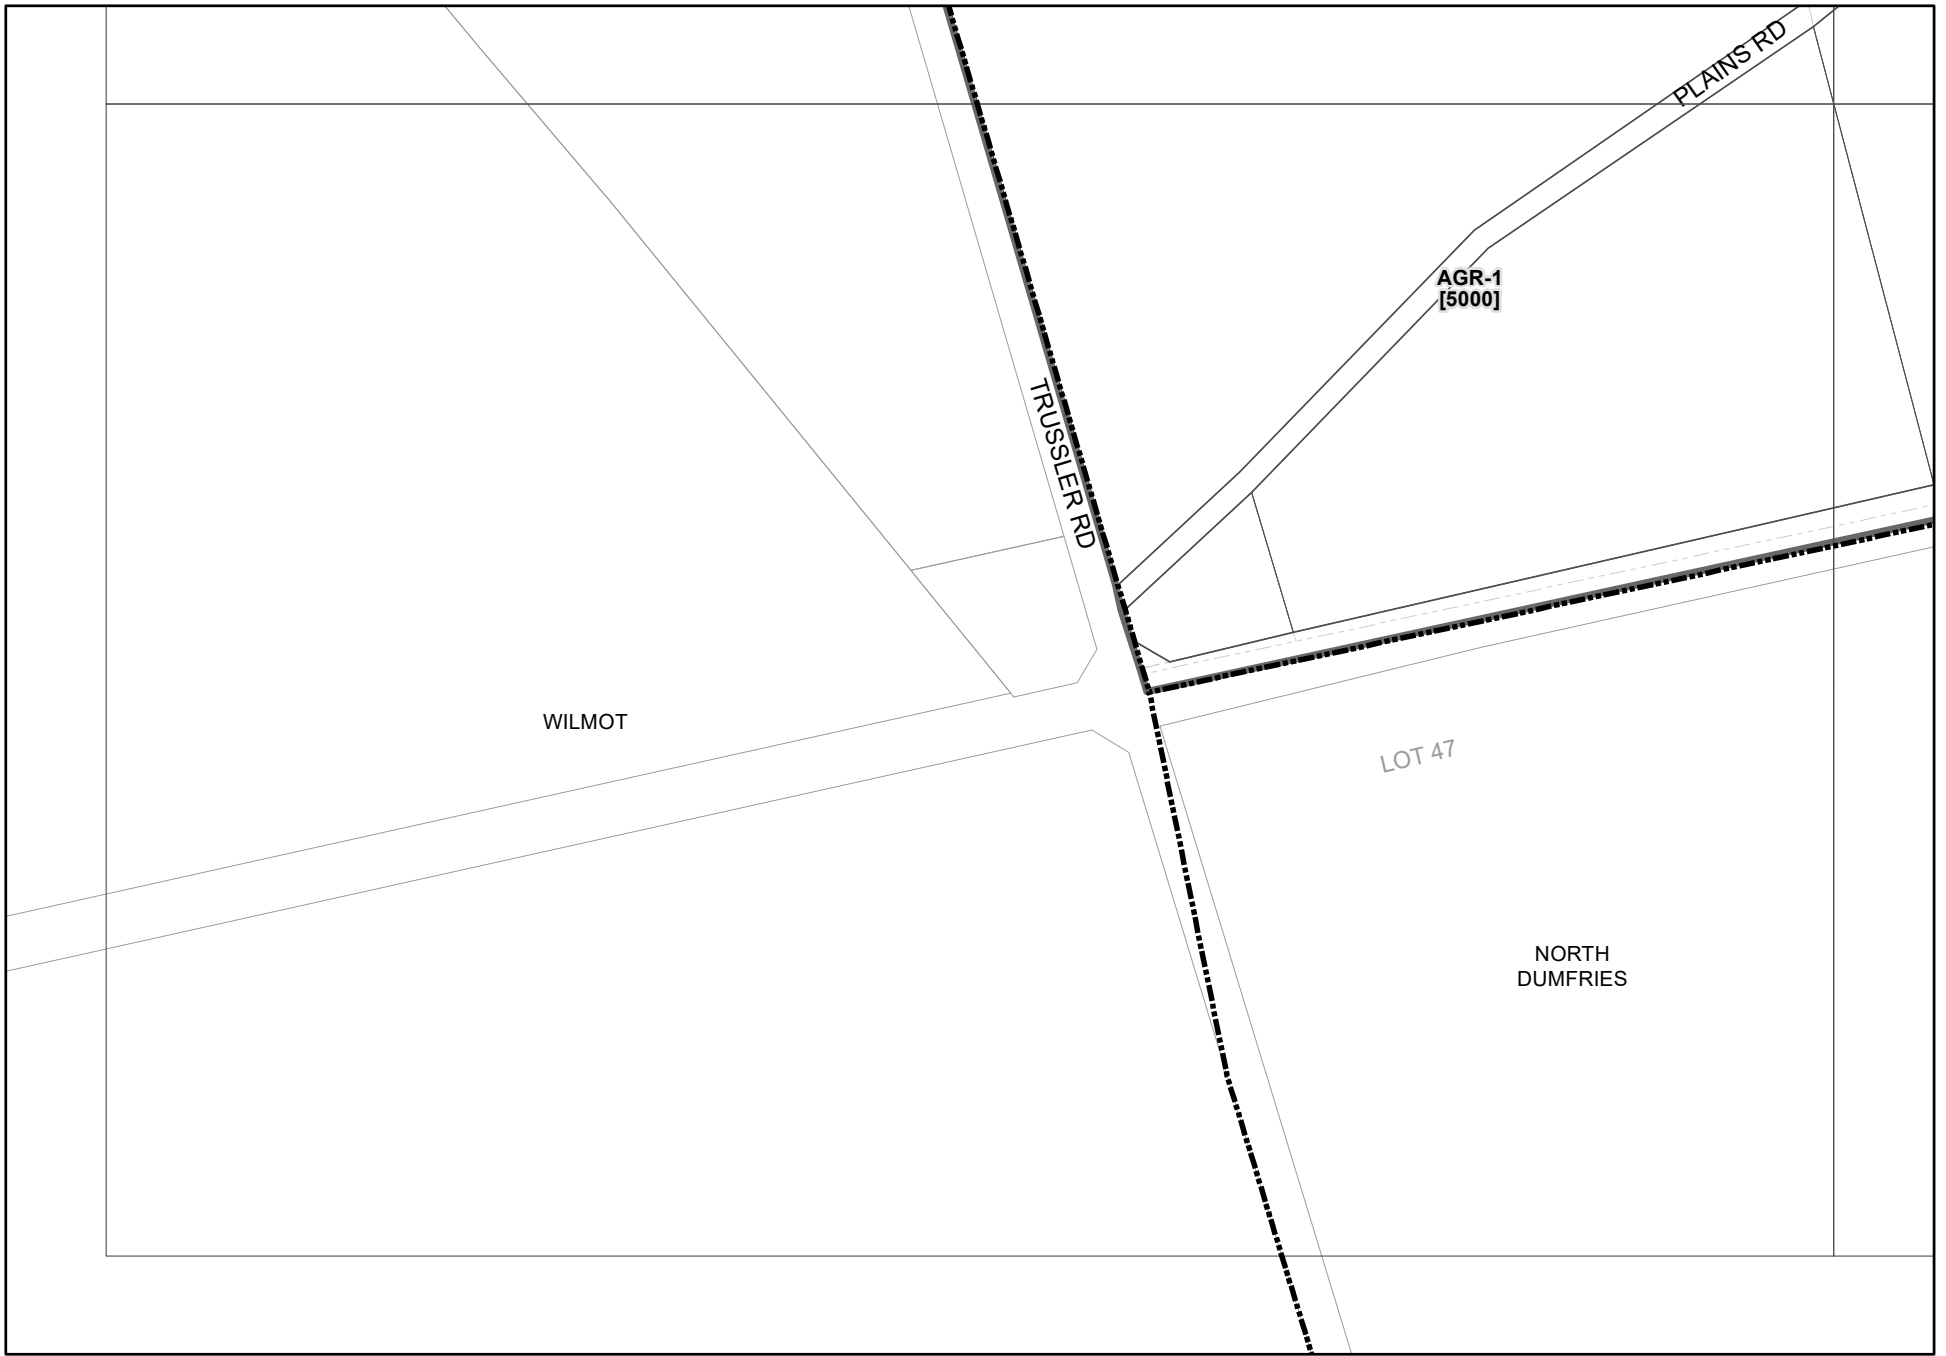 PLAINS RD
AGR-1
[5000]
TRUSSLER RD
WILMOT
LOT 47
NORTH
DUMFRIES